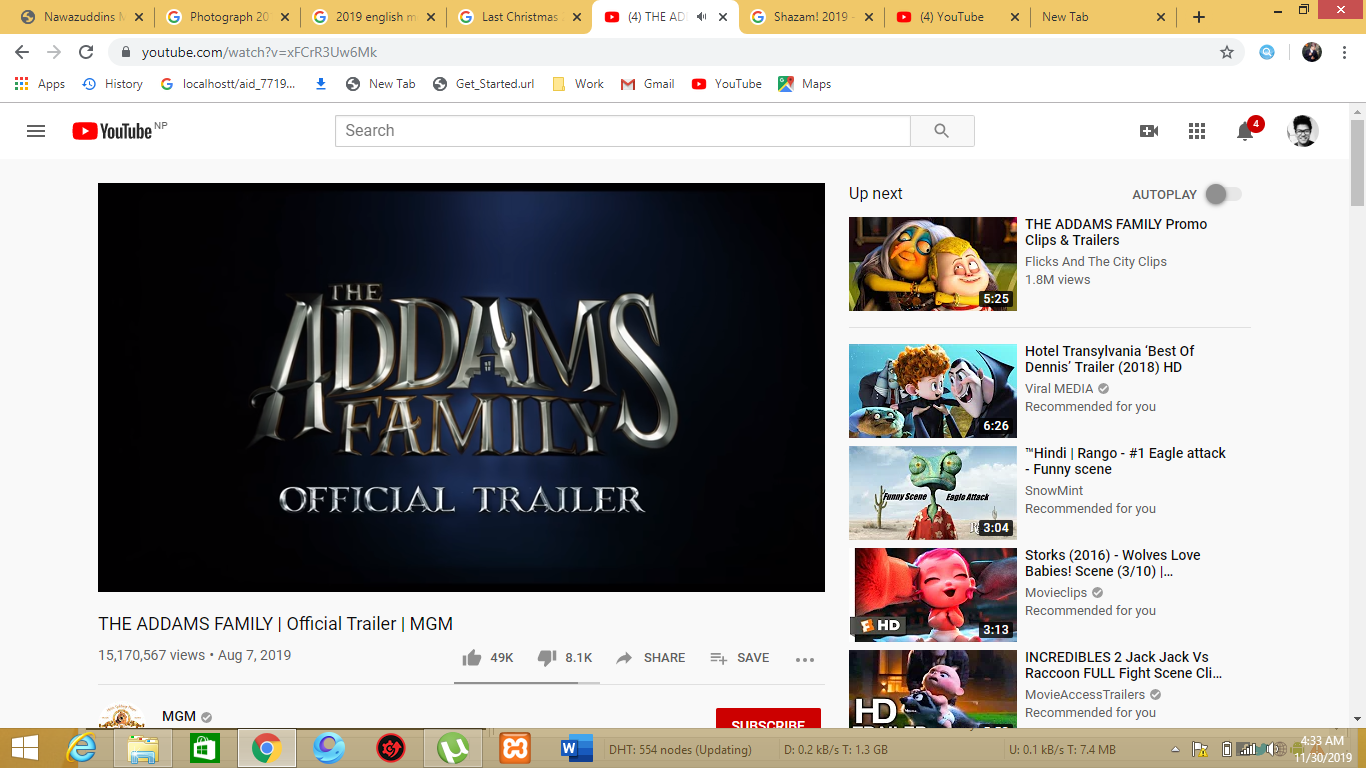 Nawazuddins M
Photograph 20
2019 english m
Last Christmas
(4) THE AD
Shazam! 2019 -
(4) YouTube
New Tab
youtube.com/watch?v=xFCrR3Uw6Mk
Apps
History
localhostt/aid_7719...
New Tab
Get_Started.url
Work
Gmail
YouTube
Maps
YouTube NP
Search
4
THE
ADDAMS
FAMILY
OFFICIAL TRAILER
THE ADDAMS FAMILY | Official Trailer | MGM
15,170,567 views • Aug 7, 2019
49K
8.1K
SHARE
SAVE
MGM
SUBSCRIBE
Up next
AUTOPLAY
5:25
THE ADDAMS FAMILY Promo
Clips & Trailers
Flicks And The City Clips
1.8M views
6:26
Hotel Transylvania ‘Best Of
Dennis’ Trailer (2018) HD
Viral MEDIA
Recommended for you
Funny Scene Eagle Attack
3:04
™Hindi | Rango - #1 Eagle attack
- Funny scene
SnowMint
Recommended for you
HD
3:13
Storks (2016) - Wolves Love
Babies! Scene (3/10) |...
Movieclips
Recommended for you
HD
INCREDIBLES 2 Jack Jack Vs
Raccoon FULL Fight Scene Cli...
MovieAccessTrailers
Recommended for you
DHT: 554 nodes (Updating)
D: 0.2 kB/s T: 1.3 GB
U: 0.1 kB/s T: 7.4 MB
4:33 AM
11/30/2019